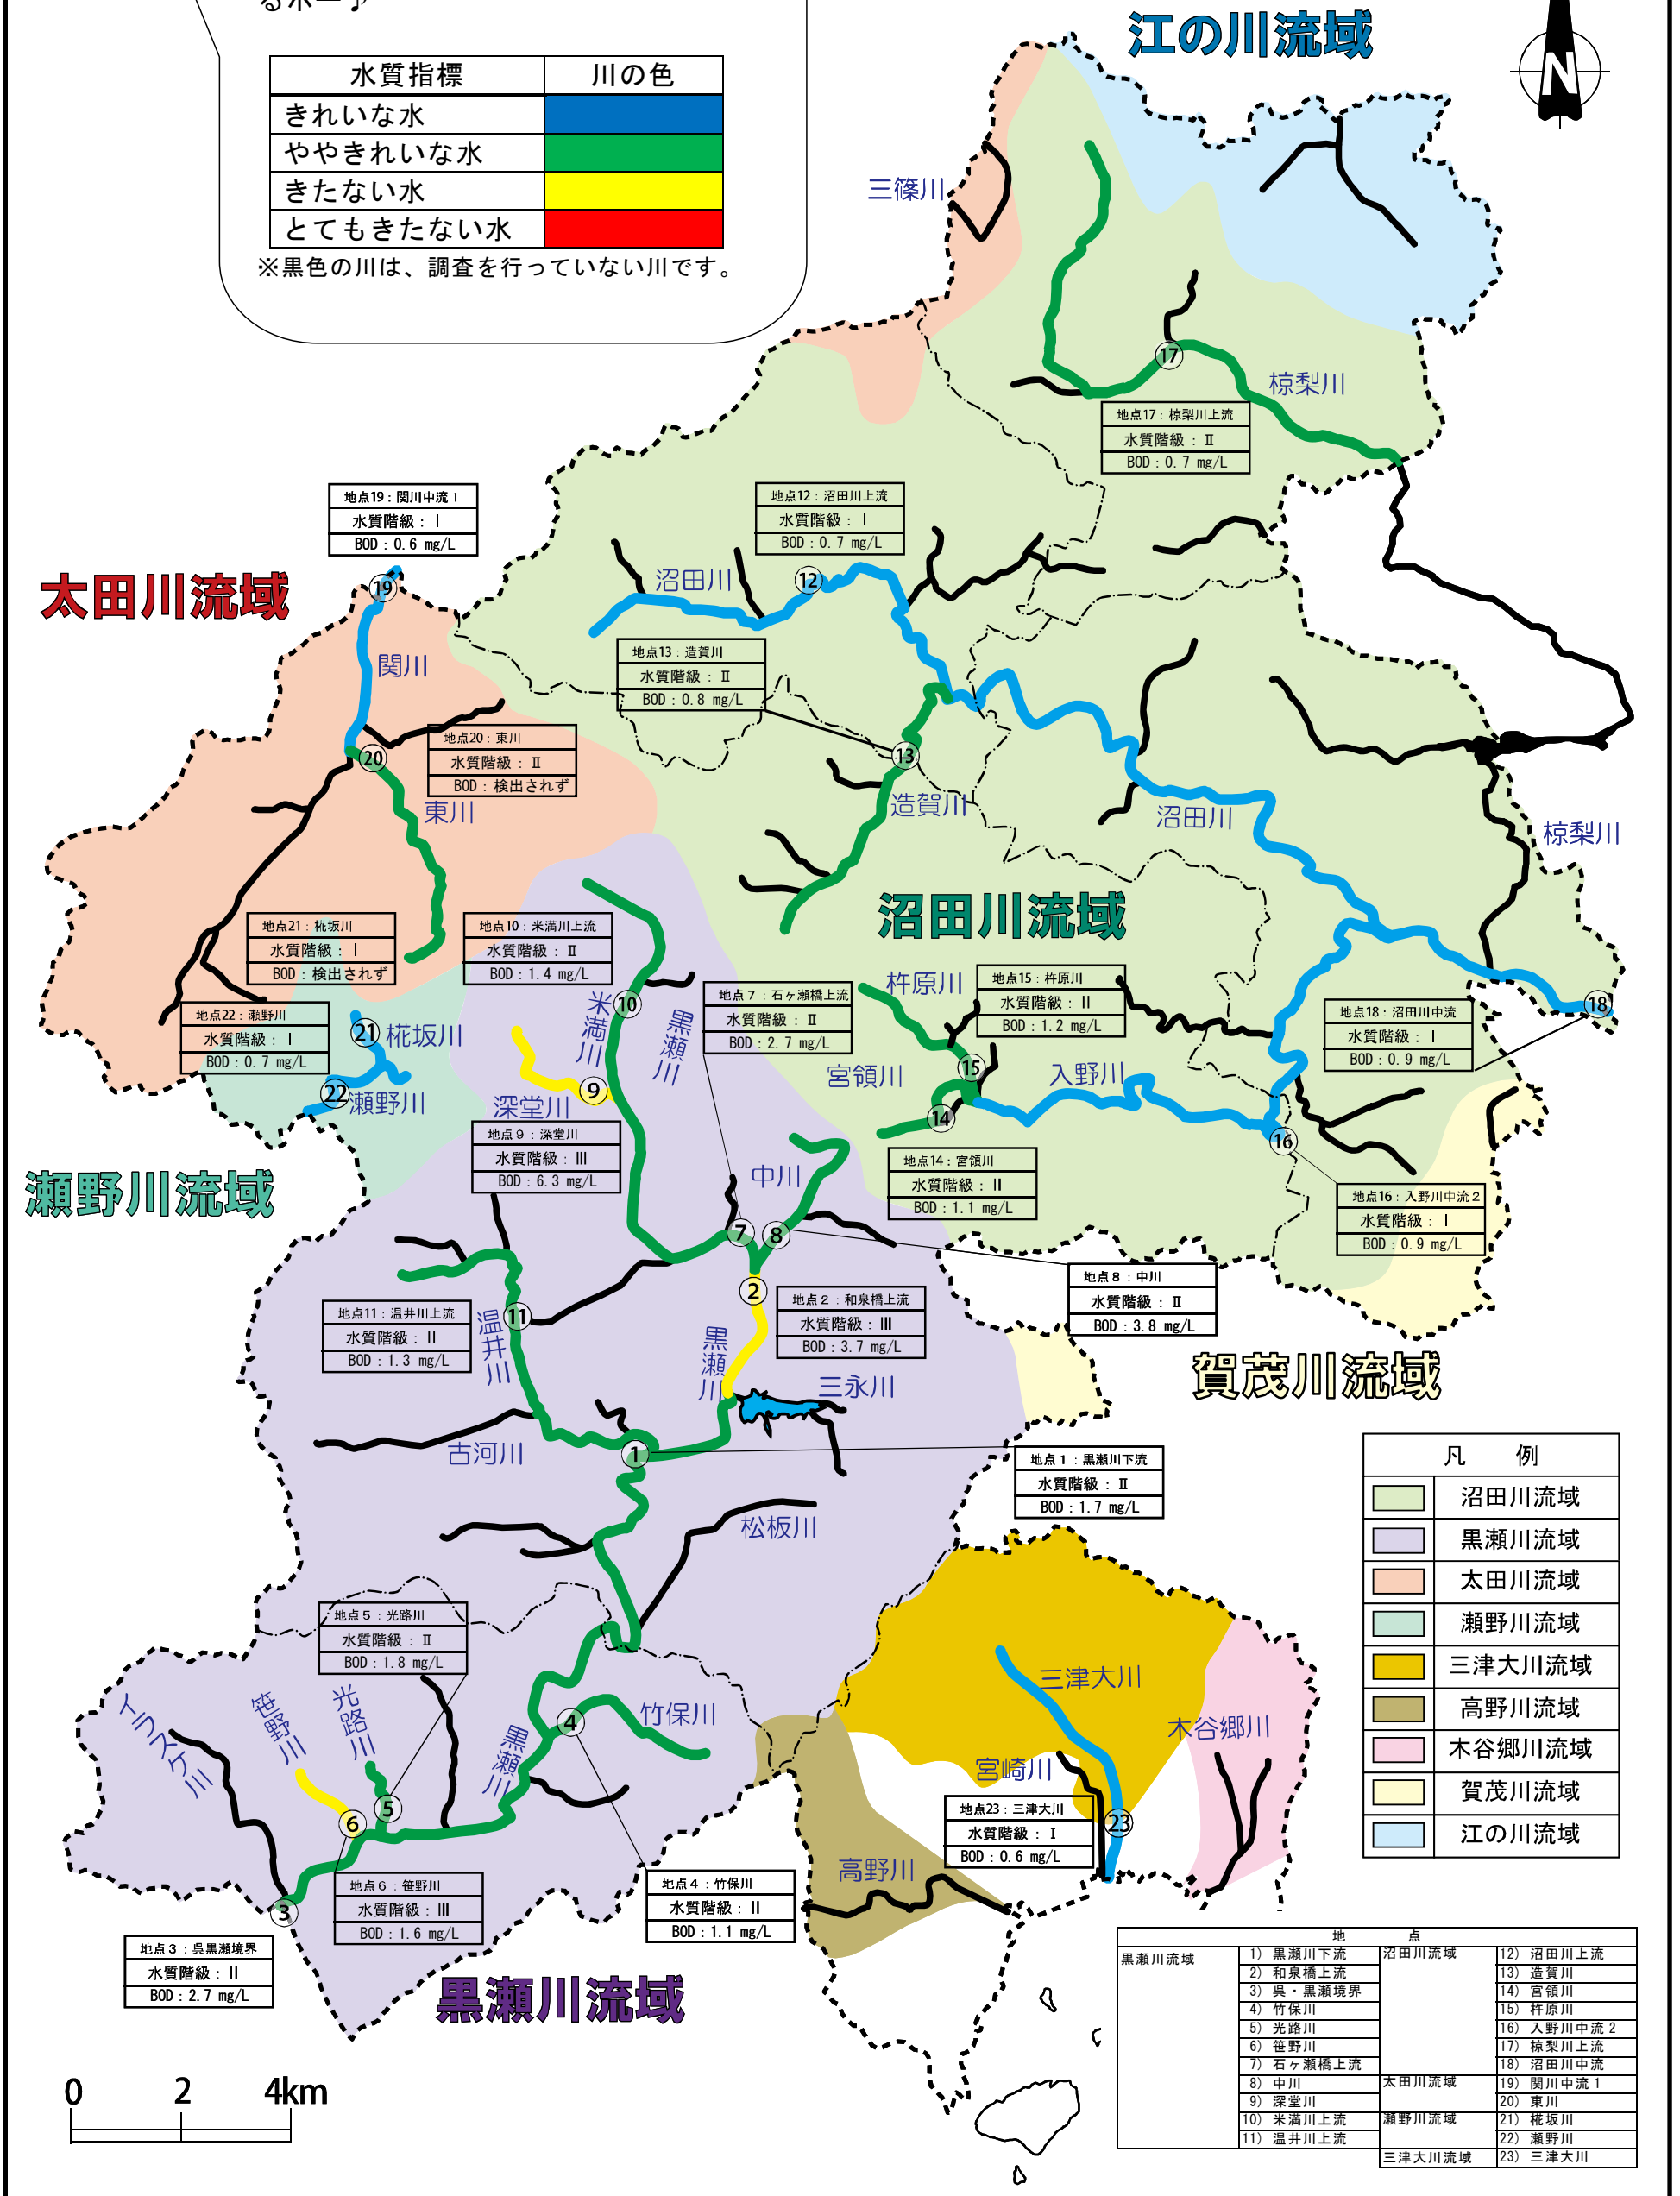 るホー♪
水質指標 川の色
きれいな水
ややきれいな水
きたない水
とてもきたない水
※黒色の川は、調査を行っていない川です。
江の川流域
N
三篠川
17
椋梨川
地点17:椋梨川上流
水質階級:Ⅱ
BOD:0.7 mg/L
地点19:関川中流1
水質階級:Ⅰ
BOD:0.6 mg/L
地点12:沼田川上流
水質階級:Ⅰ
BOD:0.7 mg/L
太田川流域
19
沼田川
12
関川
地点13:造賀川
水質階級:Ⅱ
BOD:0.8 mg/L
地点20:東川
水質階級:Ⅱ
BOD:検出されず
20
13
東川
造賀川
沼田川
椋梨川
沼田川流域
地点21:椛坂川
水質階級:Ⅰ
BOD:検出されず
地点10:米満川上流
水質階級:Ⅱ
BOD:1.4 mg/L
地点7:石ヶ瀬橋上流
水質階級:Ⅱ
BOD:2.7 mg/L
杵原川
地点15:杵原川
水質階級:Ⅱ
BOD:1.2 mg/L
地点22:瀬野川
水質階級:Ⅰ
BOD:0.7 mg/L
地点18:沼田川中流
水質階級:Ⅰ
BOD:0.9 mg/L
18
10
米満川
黒瀬川
21
椛坂川
22
瀬野川
9
深堂川
宮領川
15
入野川
14
16
地点9:深堂川
水質階級:Ⅲ
BOD:6.3 mg/L
瀬野川流域
中川
地点14:宮領川
水質階級:Ⅱ
BOD:1.1 mg/L
地点16:入野川中流2
水質階級:Ⅰ
BOD:0.9 mg/L
7
8
地点8:中川
水質階級:Ⅱ
BOD:3.8 mg/L
2
地点2:和泉橋上流
水質階級:Ⅲ
BOD:3.7 mg/L
地点11:温井川上流
水質階級:Ⅱ
BOD:1.3 mg/L
11
温井川
黒瀬川
三永川
賀茂川流域
古河川
1
地点1:黒瀬川下流
水質階級:Ⅱ
BOD:1.7 mg/L
松板川
凡 例
沼田川流域
黒瀬川流域
太田川流域
瀬野川流域
三津大川流域
高野川流域
木谷郷川流域
賀茂川流域
江の川流域
地点5:光路川
水質階級:Ⅱ
BOD:1.8 mg/L
イラスケ川
笹野川
光路川
黒瀬川
4
竹保川
三津大川
木谷郷川
宮崎川
5
6
3
地点23:三津大川
水質階級:Ⅰ
BOD:0.6 mg/L
23
高野川
地点6:笹野川
水質階級:Ⅲ
BOD:1.6 mg/L
地点4:竹保川
水質階級:Ⅱ
BOD:1.1 mg/L
地点3:呉黒瀬境界
水質階級:Ⅱ
BOD:2.7 mg/L
黒瀬川流域
0 2 4km
地 点
黒瀬川流域 1) 黒瀬川下流 沼田川流域 12) 沼田川上流
2) 和泉橋上流 13) 造賀川
3) 呉・黒瀬境界 14) 宮領川
4) 竹保川 15) 杵原川
5) 光路川 16) 入野川中流2
6) 笹野川 17) 椋梨川上流
7) 石ヶ瀬橋上流 18) 沼田川中流
8) 中川 太田川流域 19) 関川中流1
9) 深堂川 20) 東川
10) 米満川上流 瀬野川流域 21) 椛坂川
11) 温井川上流 22) 瀬野川
三津大川流域 23) 三津大川